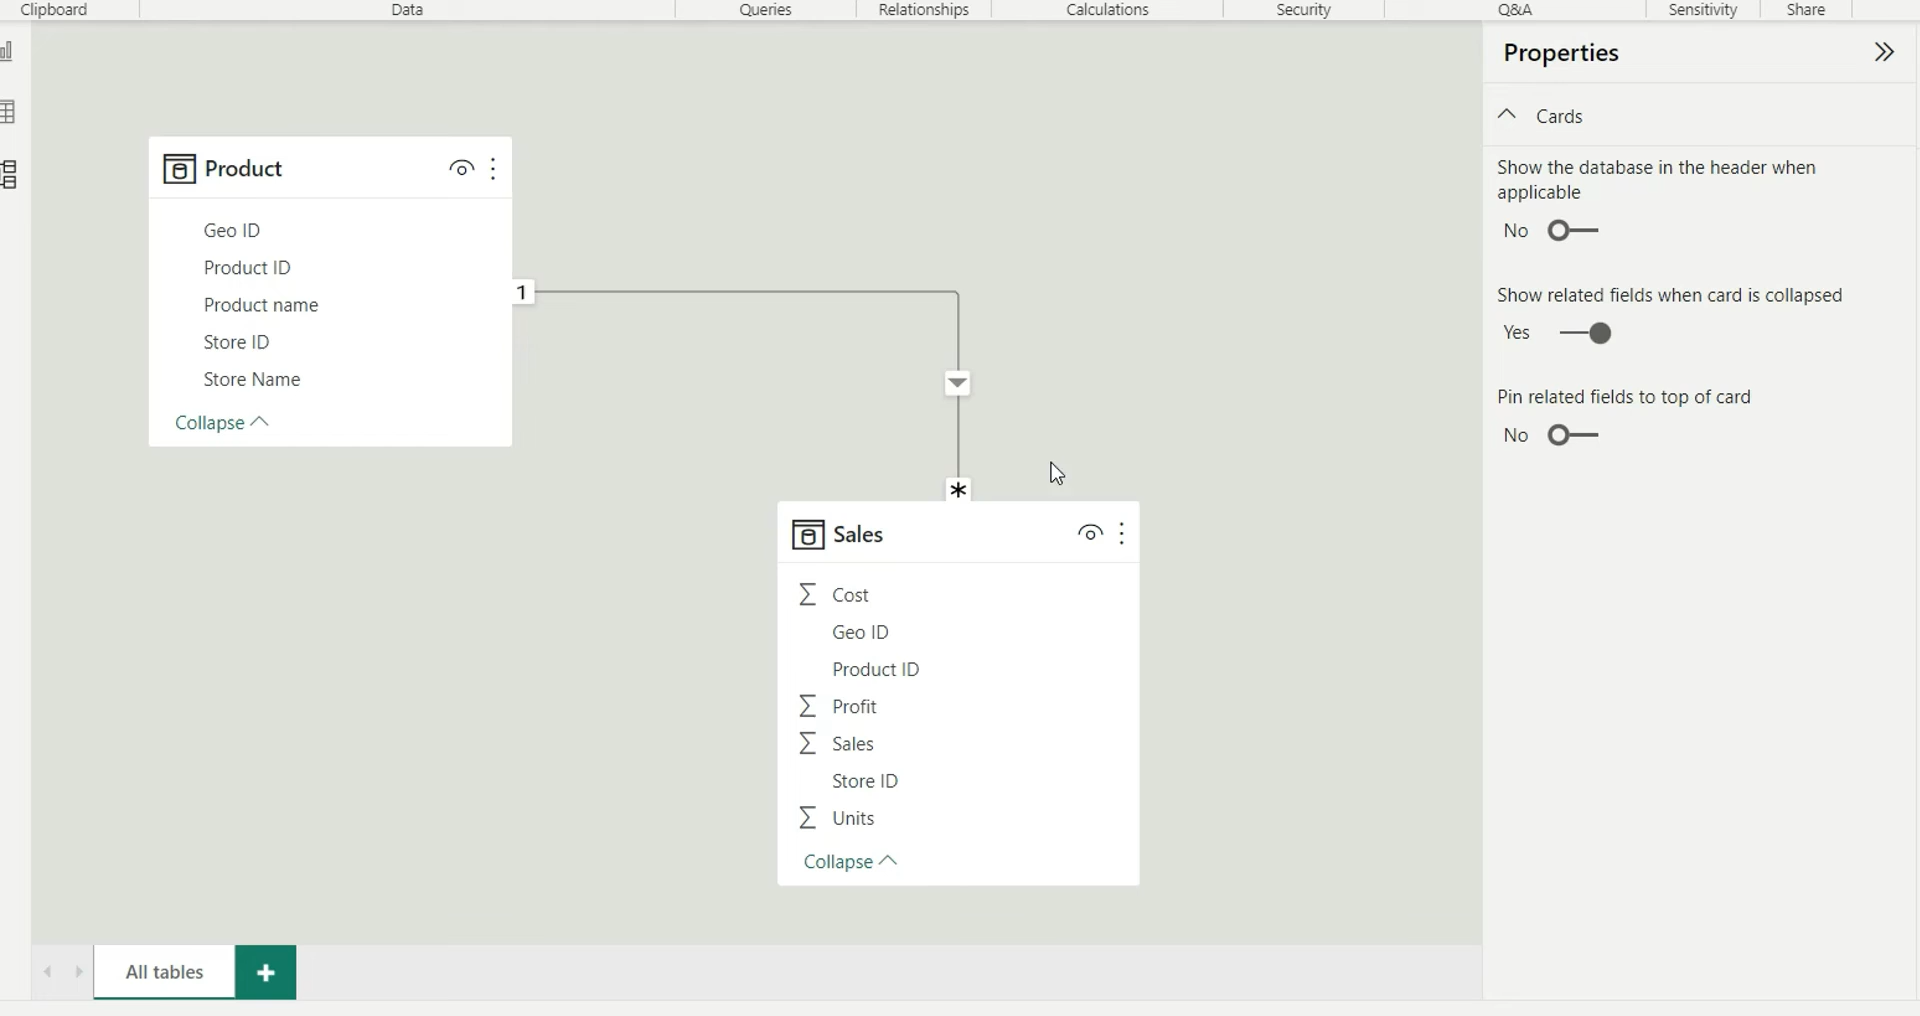 Clipboard
Data
Queries
Relationships
Calculations
Security
Q&A
Sensitivity
Share
Properties
Cards
Show the database in the header when
applicable
No
Show related fields when card is collapsed
Yes
Pin related fields to top of card
No
Product
Geo ID
Product ID
Product name
Store ID
Store Name
Collapse
1
*
Sales
Σ Cost
Geo ID
Product ID
Σ Profit
Σ Sales
Store ID
Σ Units
Collapse
All tables
+